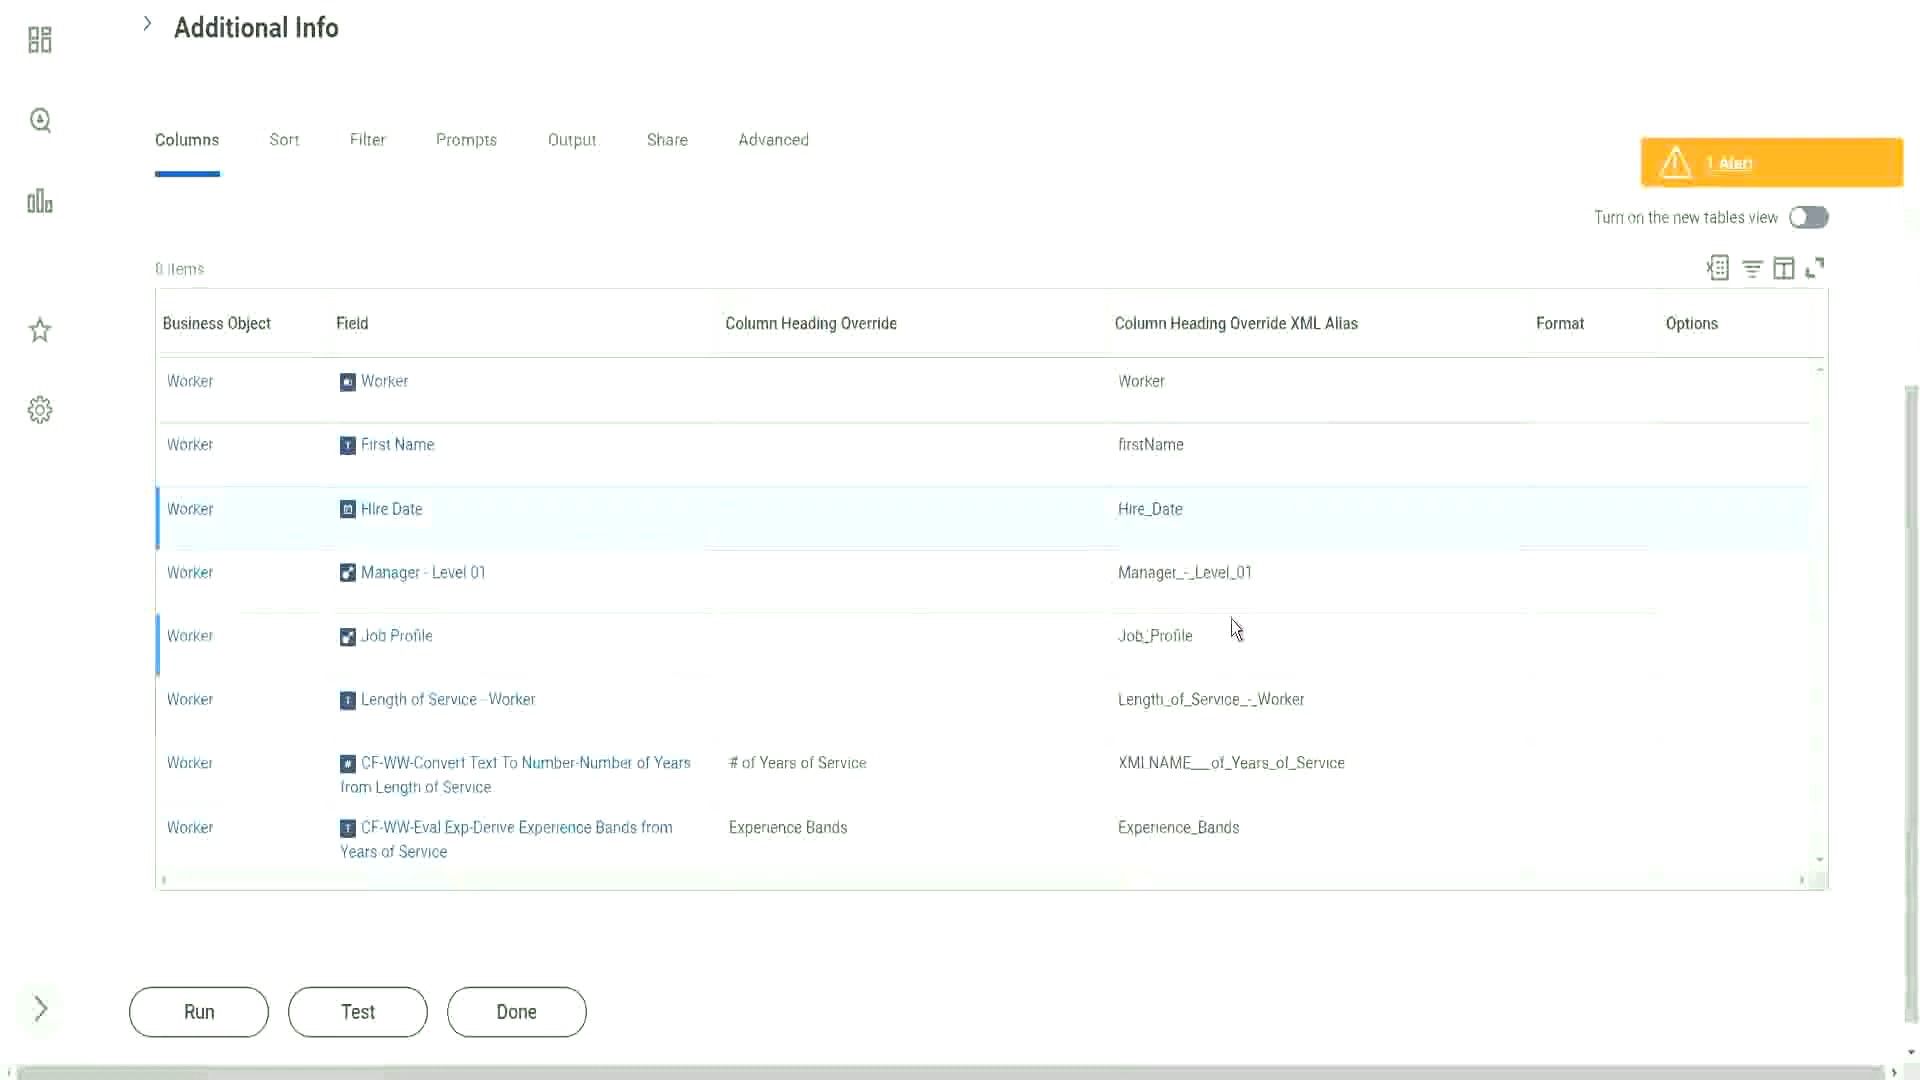 Additional Info
Columns Sort Filter Prompts Output Share Advanced
1 Alert
Turn on the new tables view
8 items
Business Object Field Column Heading Override Column Heading Override XML Alias Format Options
Worker Worker Worker
Worker First Name firstName
Worker Hire Date Hire_Date
Worker Manager - Level 01 Manager_-_Level_01
Worker Job Profile Job_Profile
Worker Length of Service - Worker Length_of_Service_-_Worker
Worker CF-WW-Convert Text To Number-Number of Years # of Years of Service XMLNAME___of_Years_of_Service
from Length of Service
Worker CF-WW-Eval Exp-Derive Experience Bands from Experience Bands Experience_Bands
Years of Service
Run Test Done